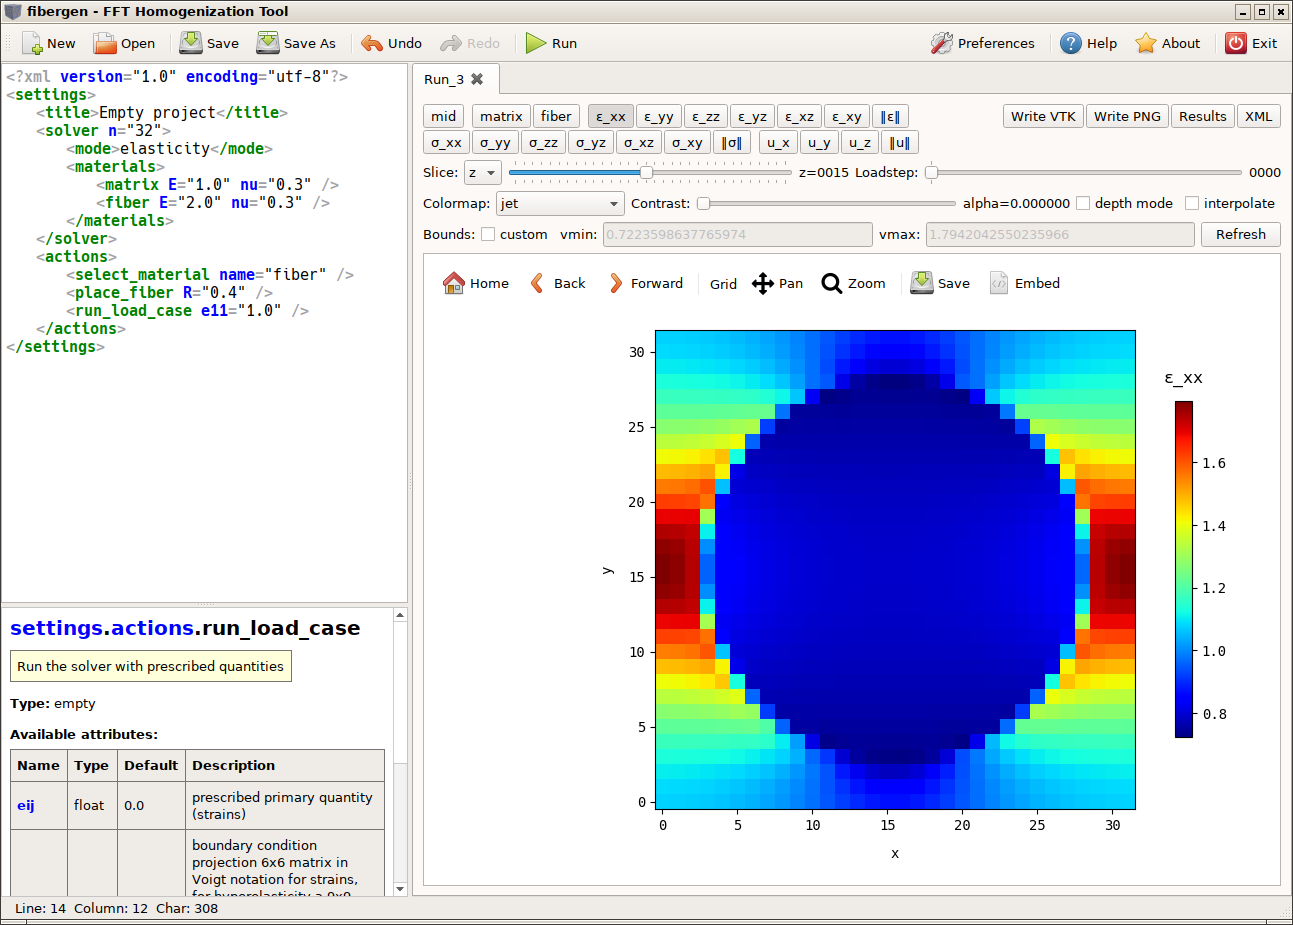 fibergen - FFT Homogenization Tool
New Open Save Save As Undo Redo Run Preferences Help About Exit
<?xml version="1.0" encoding="utf-8"?>
<settings>
<title>Empty project</title>
<solver n="32">
<mode>elasticity</mode>
<materials>
<matrix E="1.0" nu="0.3" />
<fiber E="2.0" nu="0.3" />
</materials>
</solver>
<actions>
<select_material name="fiber" />
<place_fiber R="0.4" />
<run_load_case e11="1.0" />
</actions>
</settings>
settings.actions.run_load_case
Run the solver with prescribed quantities
Type: empty
Available attributes:
Name Type Default Description
eij float 0.0 prescribed primary quantity
(strains)
boundary condition
projection 6x6 matrix in
Voigt notation for strains,
for hyperelasticity a 9x9
Run_3
mid matrix fiber ε_xx ε_yy ε_zz ε_yz ε_xz ε_xy ‖ε‖ Write VTK Write PNG Results XML
σ_xx σ_yy σ_zz σ_yz σ_xz σ_xy ‖σ‖ u_x u_y u_z ‖u‖
Slice: z z=0015 Loadstep: 0000
Colormap: jet Contrast: alpha=0.000000 depth mode interpolate
Bounds: custom vmin: 0.7223598637765974 vmax: 1.7942042550235966 Refresh
Home Back Forward Grid Pan Zoom Save Embed
30
25
20
15
10
5
0
y
0 5 10 15 20 25 30
x
ε_xx
1.6
1.4
1.2
1.0
0.8
Line: 14 Column: 12 Char: 308